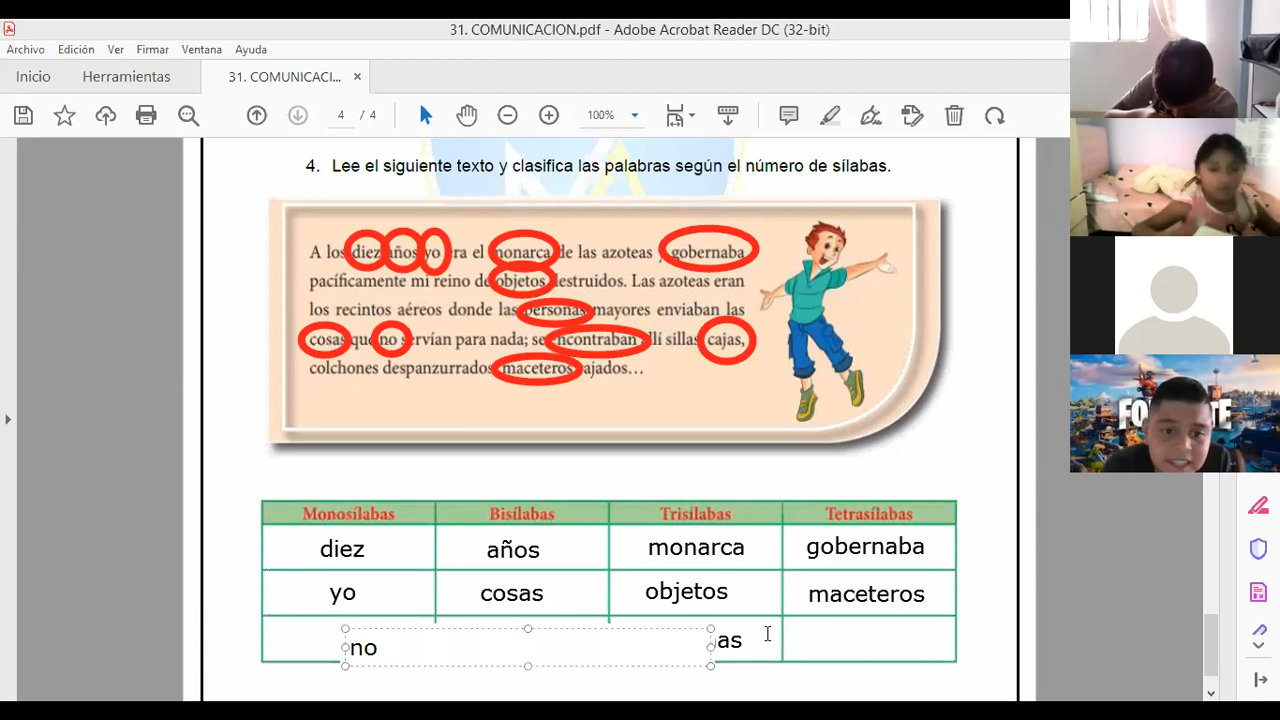 31. COMUNICACION.pdf - Adobe Acrobat Reader DC (32-bit)
Archivo Edición Ver Firmar Ventana Ayuda
Inicio Herramientas 31. COMUNICACI... ×
4 / 4 100%
4. Lee el siguiente texto y clasifica las palabras según el número de sílabas.
A los diez años yo era el monarca de las azoteas y gobernaba
pacíficamente mi reino de objetos destruidos. Las azoteas eran
los recintos aéreos donde las personas mayores enviaban las
cosas que no servían para nada; se encontraban allí sillas cajas,
colchones despanzurrados, maceteros rajados…
Monosílabas Bisílabas Trisílabas Tetrasílabas
diez años monarca gobernaba
yo cosas objetos maceteros
no as
FORTNITE